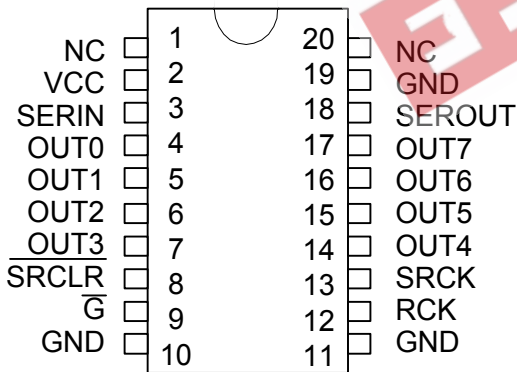 NC 1 20 NC
VCC 2 19 GND
SERIN 3 18 SEROUT
OUT0 4 17 OUT7
OUT1 5 16 OUT6
OUT2 6 15 OUT5
OUT3 7 14 OUT4
SRCLR 8 13 SRCK
G 9 12 RCK
GND 10 11 GND